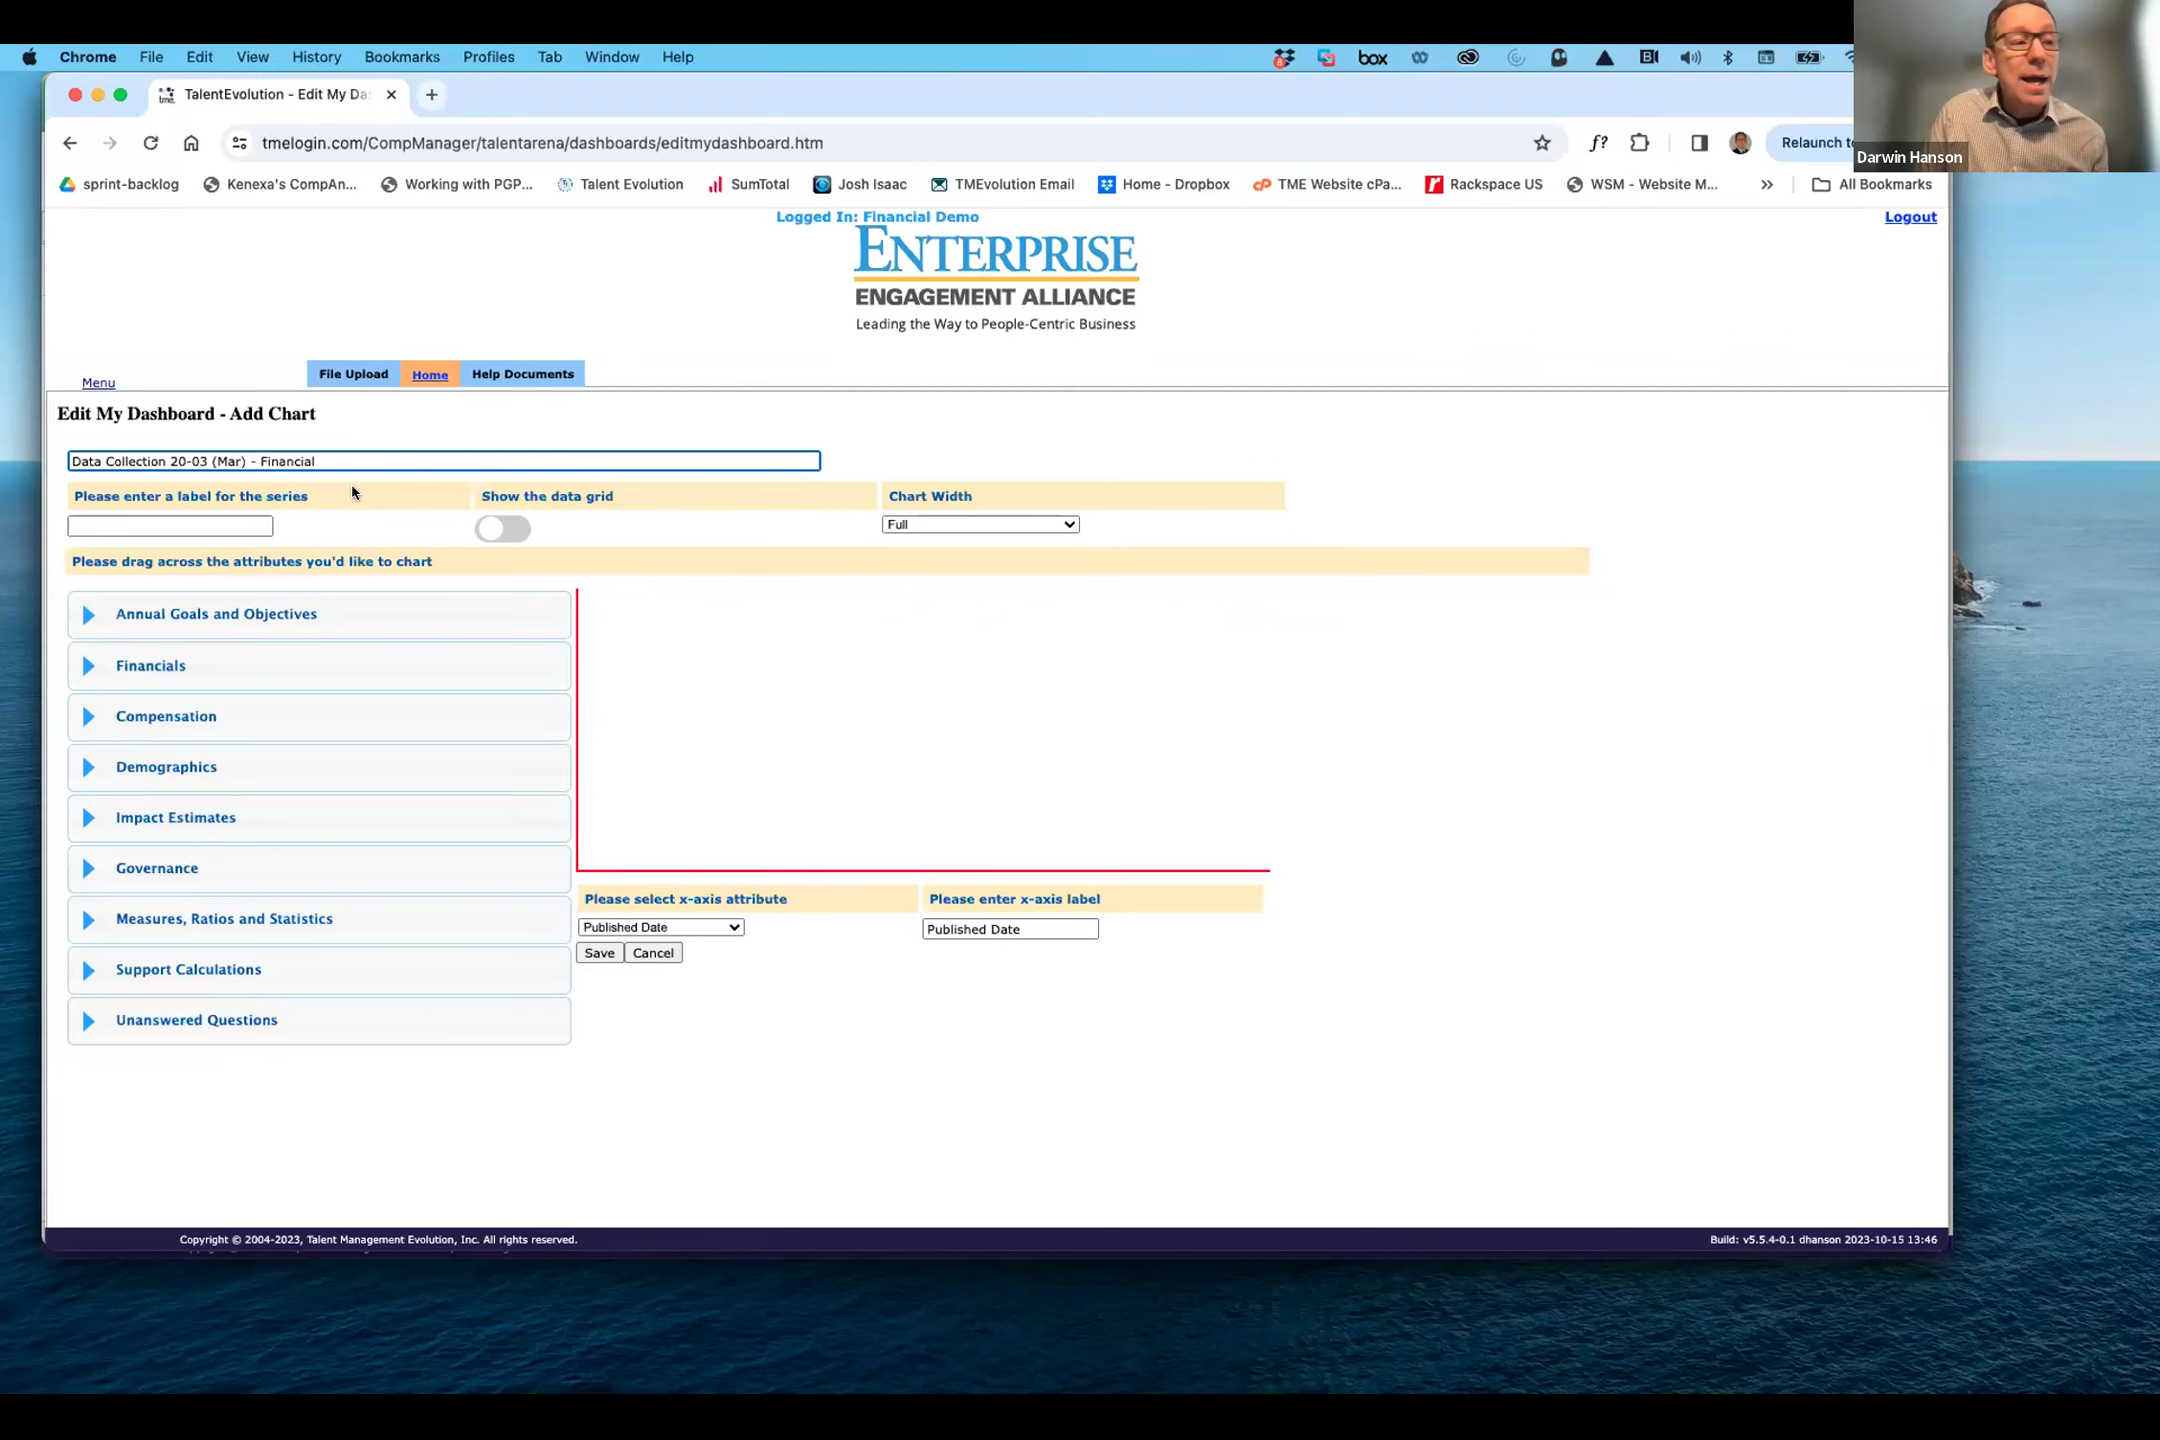 Chrome File Edit View History Bookmarks Profiles Tab Window Help
8 box
TalentEvolution - Edit My Da
tmelogin.com/CompManager/talentarena/dashboards/editmydashboard.htm
f?
Relaunch to
Darwin Hanson
sprint-backlog Kenexa's CompAn... Working with PGP... Talent Evolution SumTotal Josh Isaac TMEvolution Email Home - Dropbox TME Website cPa... Rackspace US WSM - Website M... » All Bookmarks
Logged In: Financial Demo
Logout
ENTERPRISE
ENGAGEMENT ALLIANCE
Leading the Way to People-Centric Business
Menu
File Upload Home Help Documents
Edit My Dashboard - Add Chart
Data Collection 20-03 (Mar) - Financial
Please enter a label for the series Show the data grid Chart Width
Full
Please drag across the attributes you'd like to chart
Annual Goals and Objectives
Financials
Compensation
Demographics
Impact Estimates
Governance
Measures, Ratios and Statistics
Support Calculations
Unanswered Questions
Please select x-axis attribute Please enter x-axis label
Published Date Published Date
Save Cancel
Copyright © 2004-2023, Talent Management Evolution, Inc. All rights reserved.
Build: v5.5.4-0.1 dhanson 2023-10-15 13:46